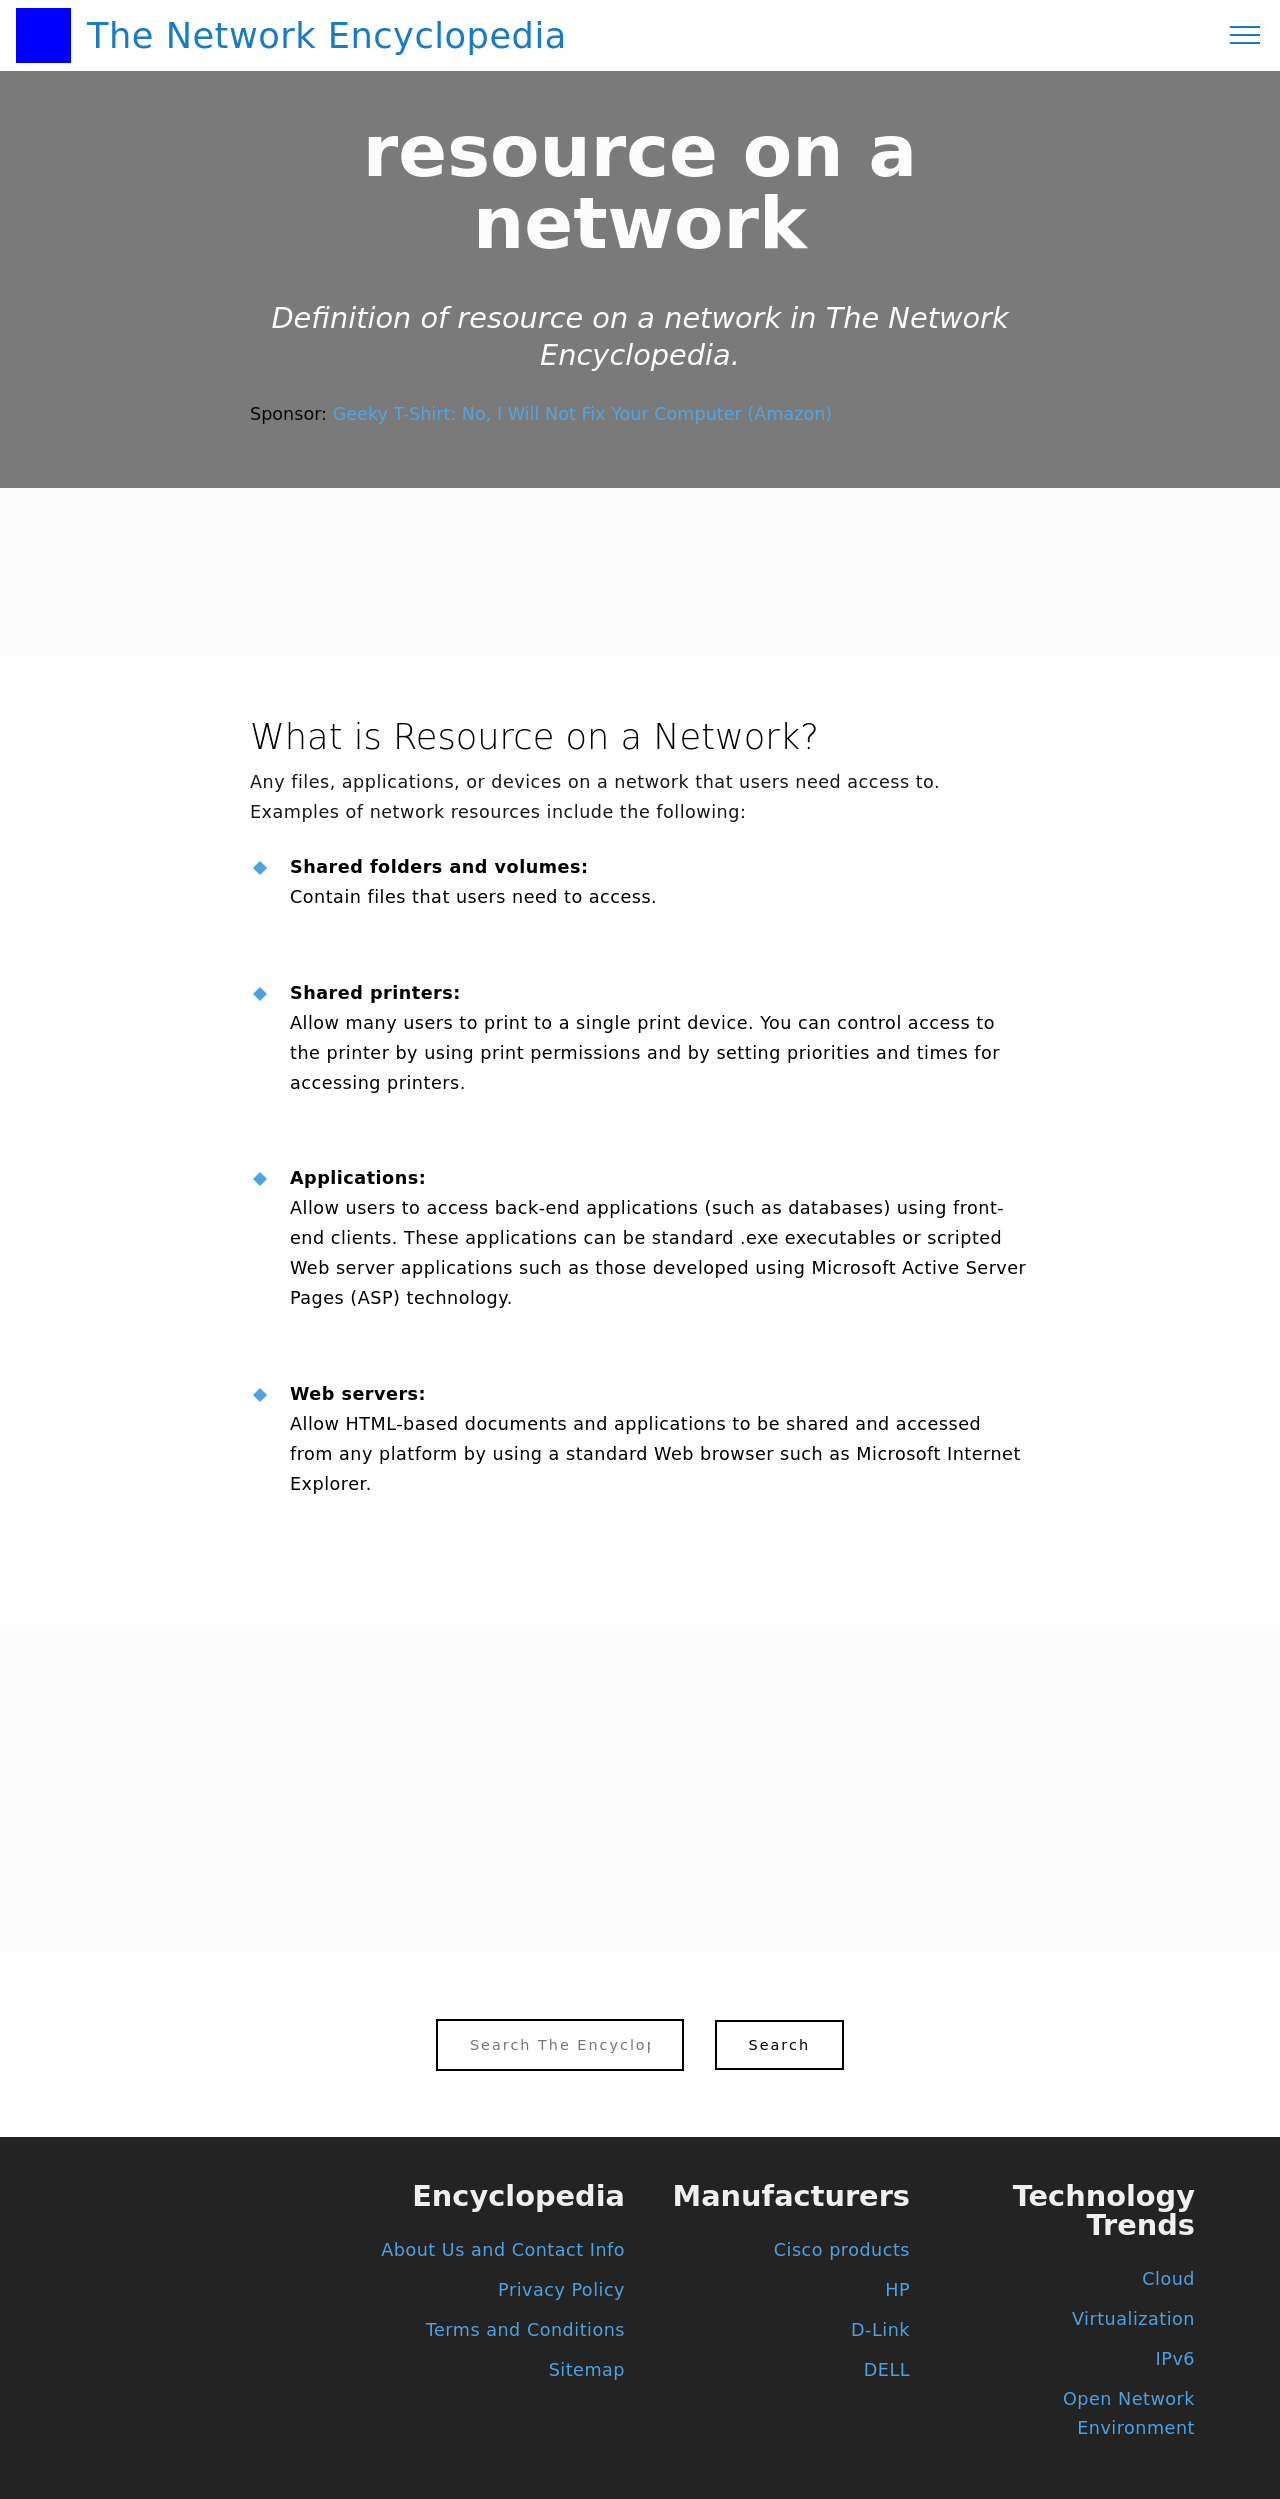 The Network Encyclopedia
resource on a
network
Definition of resource on a network in The Network
Encyclopedia.
Sponsor: Geeky T-Shirt: No, I Will Not Fix Your Computer (Amazon)
What is Resource on a Network?
Any files, applications, or devices on a network that users need access to.
Examples of network resources include the following:
Shared folders and volumes:
Contain files that users need to access.
Shared printers:
Allow many users to print to a single print device. You can control access to
the printer by using print permissions and by setting priorities and times for
accessing printers.
Applications:
Allow users to access back-end applications (such as databases) using front-
end clients. These applications can be standard .exe executables or scripted
Web server applications such as those developed using Microsoft Active Server
Pages (ASP) technology.
Web servers:
Allow HTML-based documents and applications to be shared and accessed
from any platform by using a standard Web browser such as Microsoft Internet
Explorer.
Search The Encyclop
Search
Encyclopedia
About Us and Contact Info
Privacy Policy
Terms and Conditions
Sitemap
Manufacturers
Cisco products
HP
D-Link
DELL
Technology
Trends
Cloud
Virtualization
IPv6
Open Network
Environment